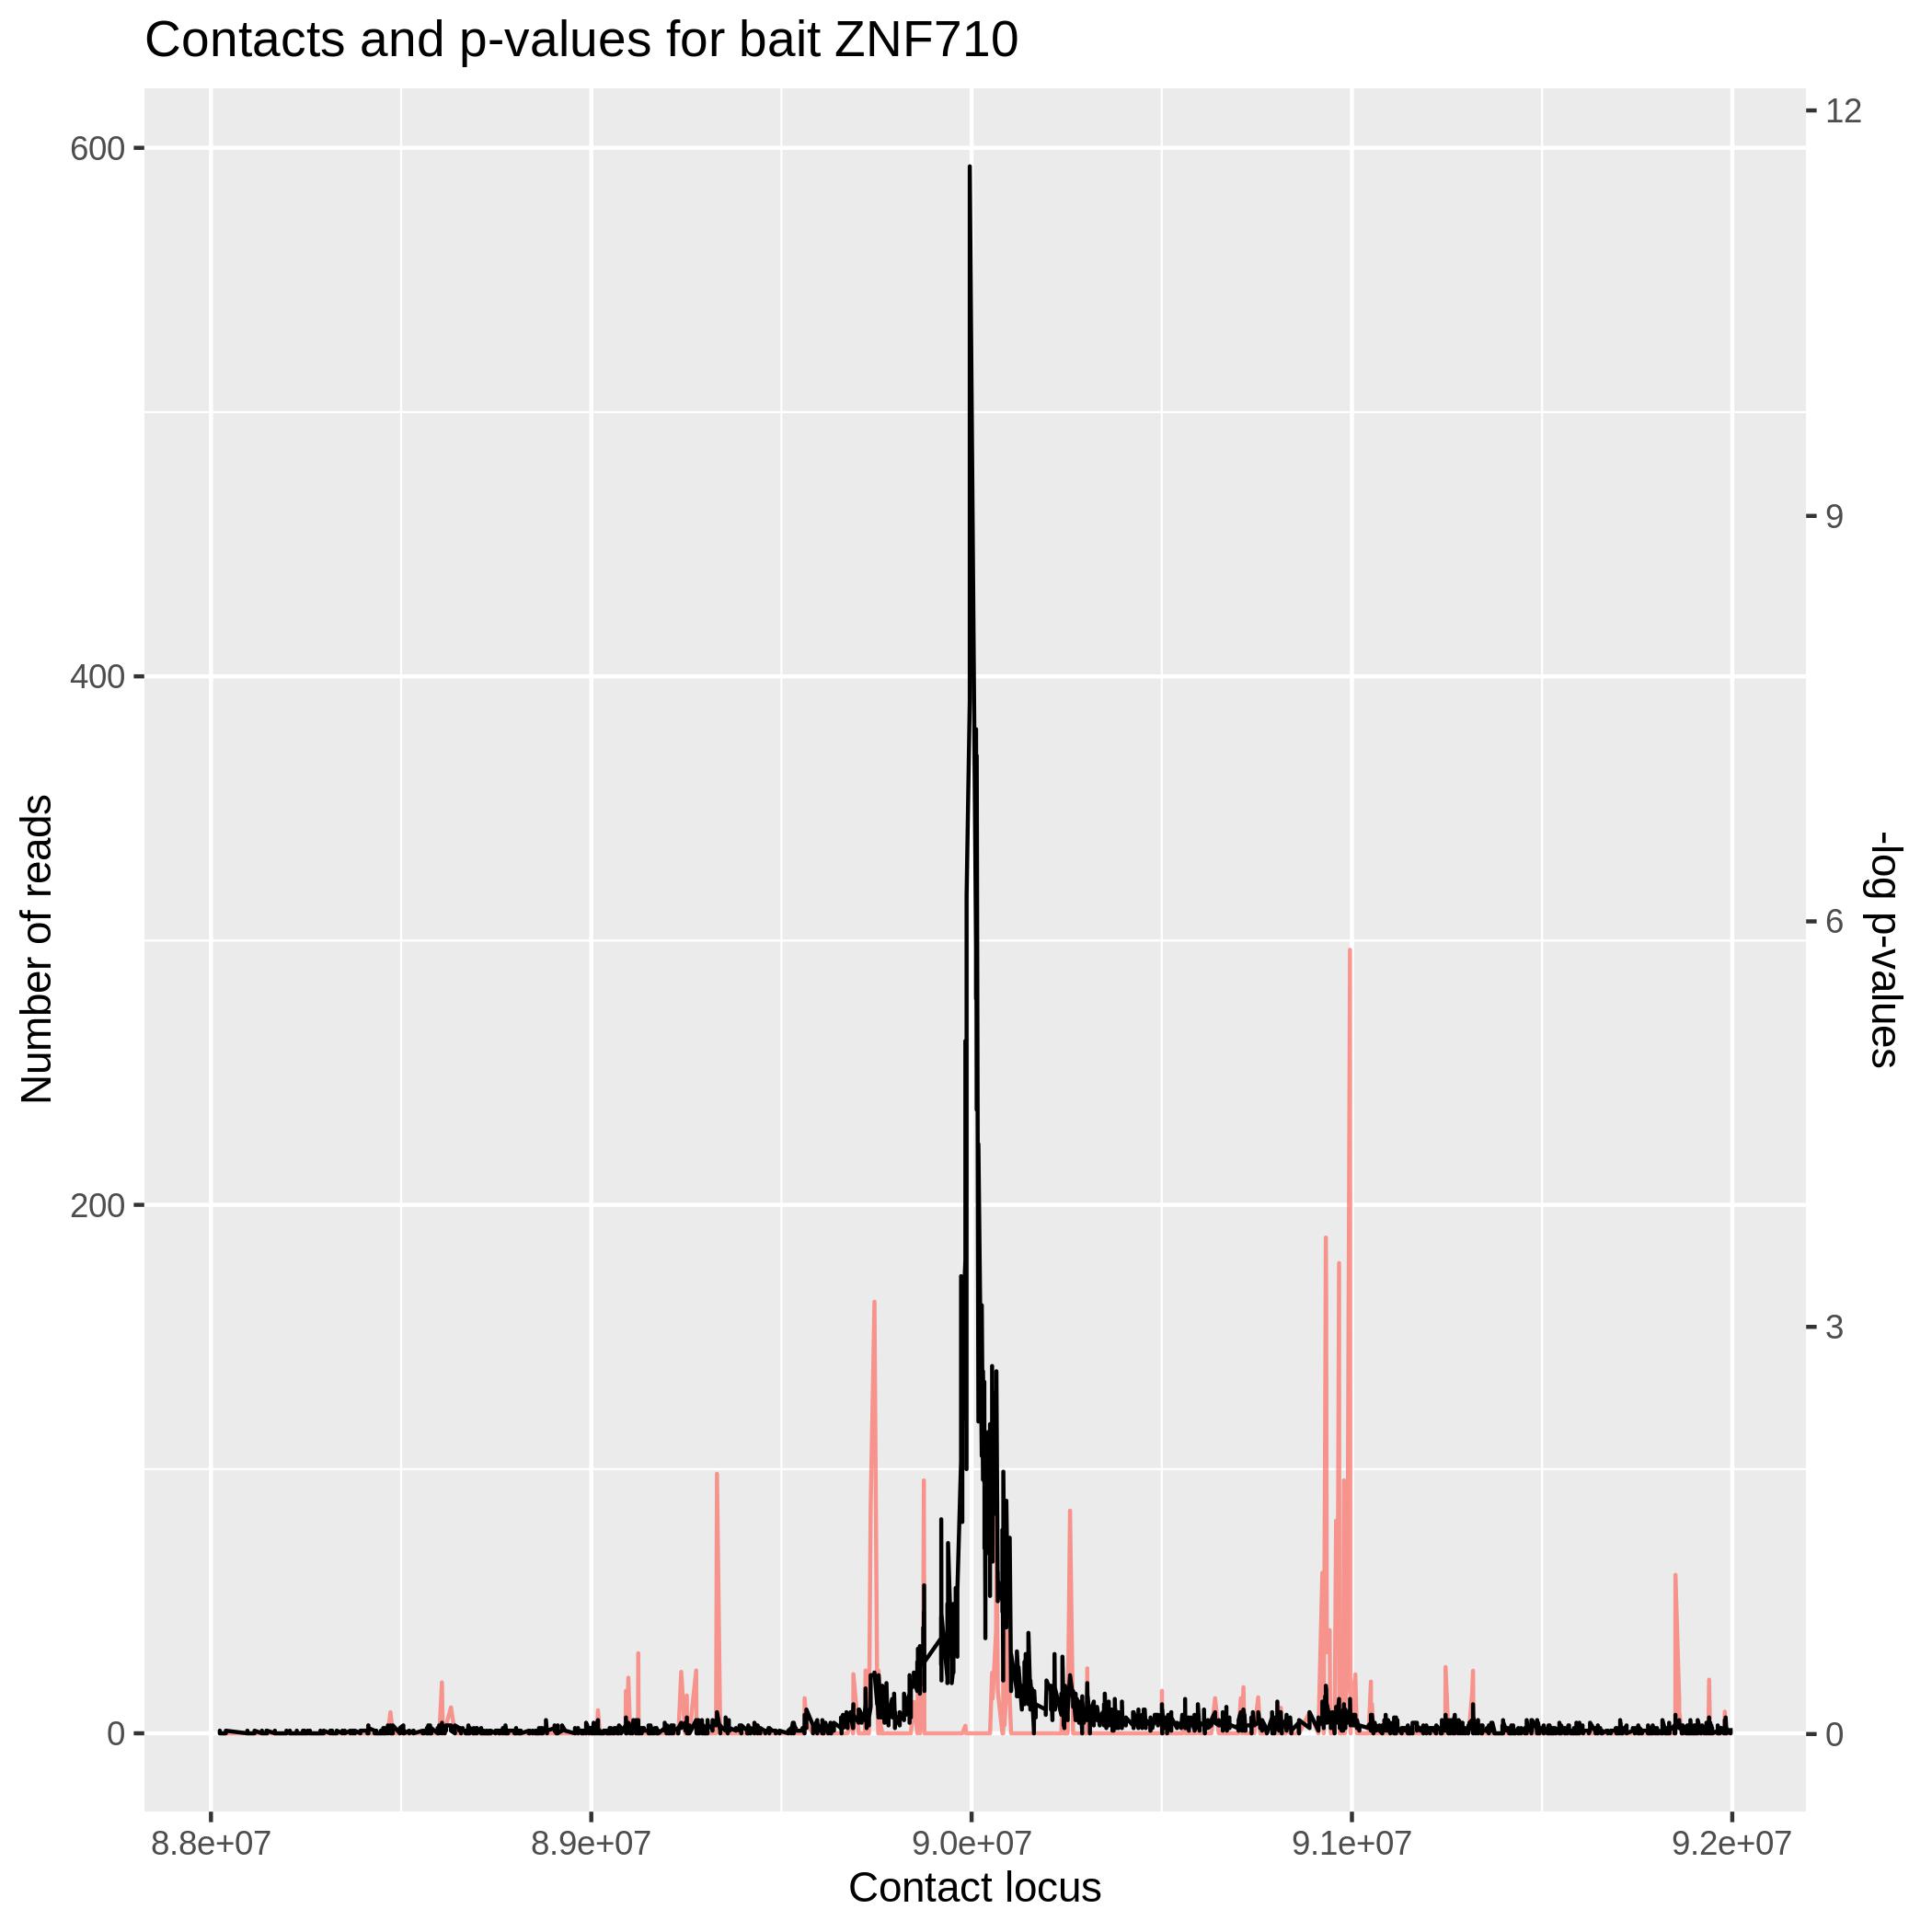 Contacts and p-values for bait ZNF710
12
600
9
400
Number of reads
-log p-values
6
200
3
0
0
8.8e+07
8.9e+07
9.0e+07
9.1e+07
9.2e+07
Contact locus